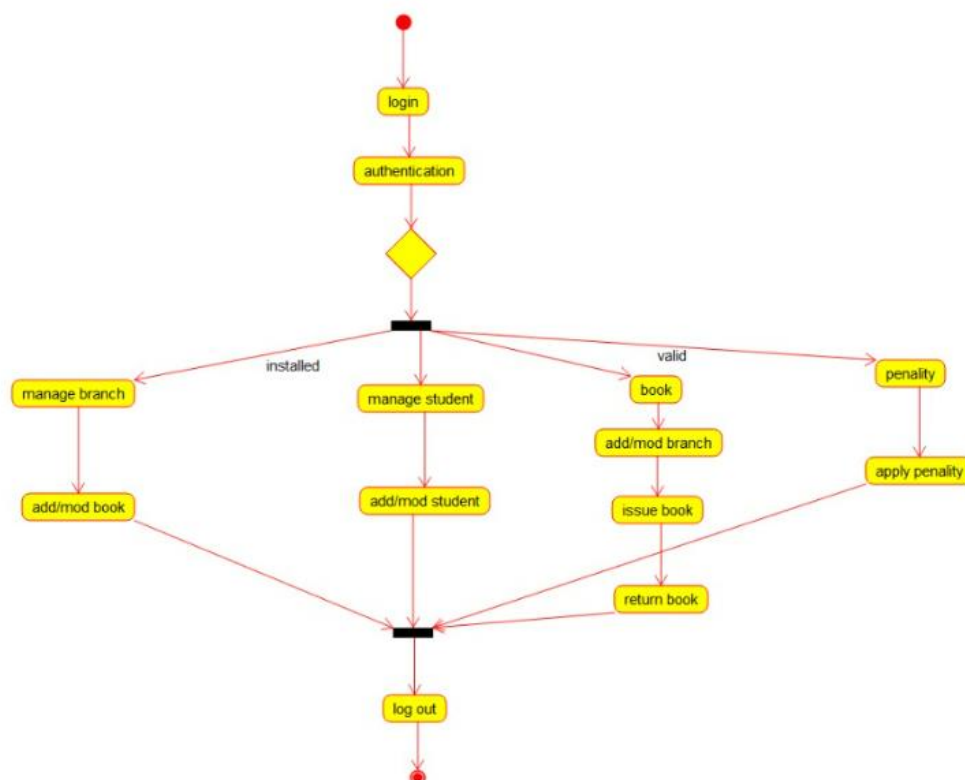 login
authentication
installed
valid
manage branch
manage student
book
penality
add/mod branch
apply penality
add/mod book
add/mod student
issue book
return book
log out